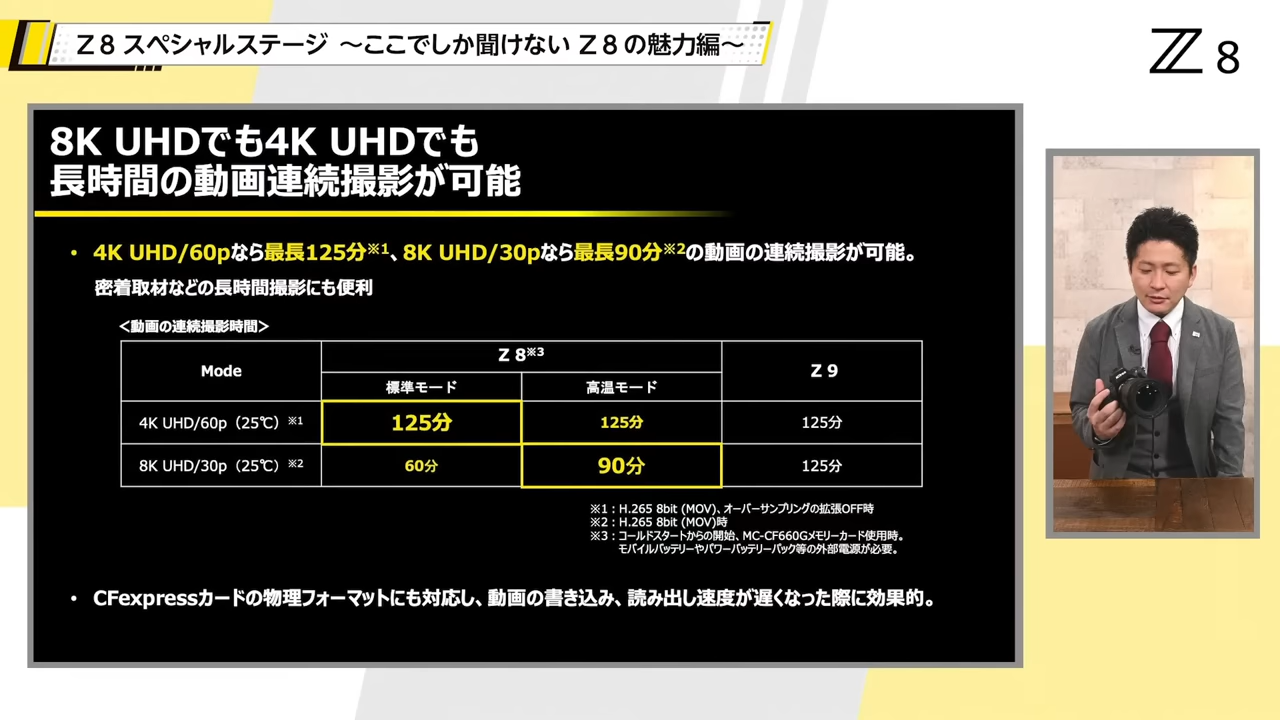 Z 8 スペシャルステージ ～ここでしか聞けない Z 8 の魅力編～
Z 8
8K UHDでも4K UHDでも
長時間の動画連続撮影が可能
• 4K UHD/60pなら最長125分※1、8K UHD/30pなら最長90分※2の動画の連続撮影が可能。
密着取材などの長時間撮影にも便利
＜動画の連続撮影時間＞
Mode
Z 8※3
Z 9
標準モード
高温モード
4K UHD/60p（25℃）※1
125分
125分
125分
8K UHD/30p（25℃）※2
60分
90分
125分
※1：H.265 8bit (MOV)、オーバーサンプリングの拡張OFF時
※2：H.265 8bit (MOV)時
※3：コールドスタートからの開始、MC-CF660Gメモリーカード使用時。
モバイルバッテリーやパワーバッテリーパック等の外部電源が必要。
• CFexpressカードの物理フォーマットにも対応し、動画の書き込み、読み出し速度が遅くなった際に効果的。